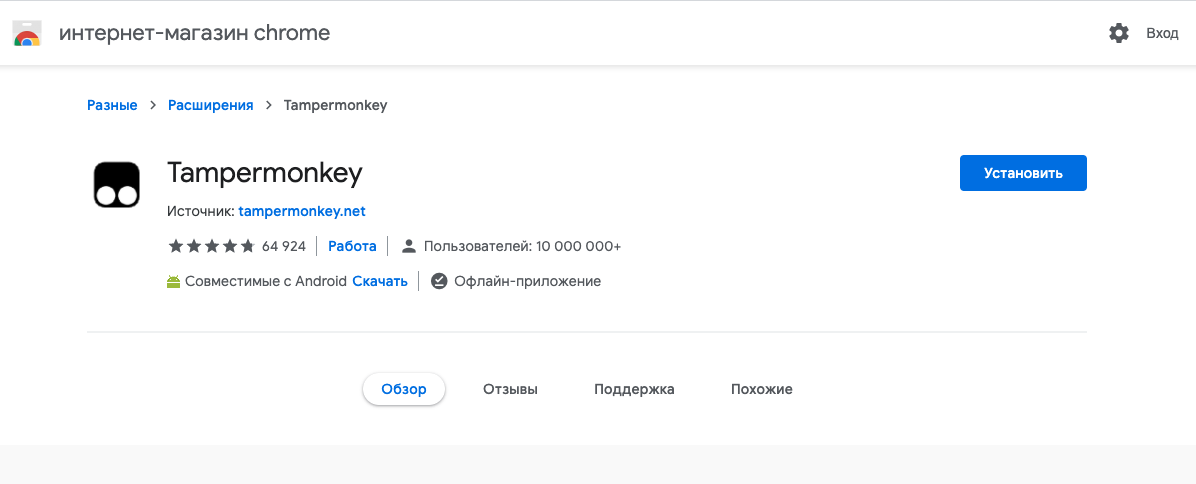 интернет-магазин chrome
Вход
Разные > Расширения > Tampermonkey
Tampermonkey
Установить
Источник: tampermonkey.net
64 924 Работа Пользователей: 10 000 000+
Совместимые с Android Скачать Офлайн-приложение
Обзор Отзывы Поддержка Похожие